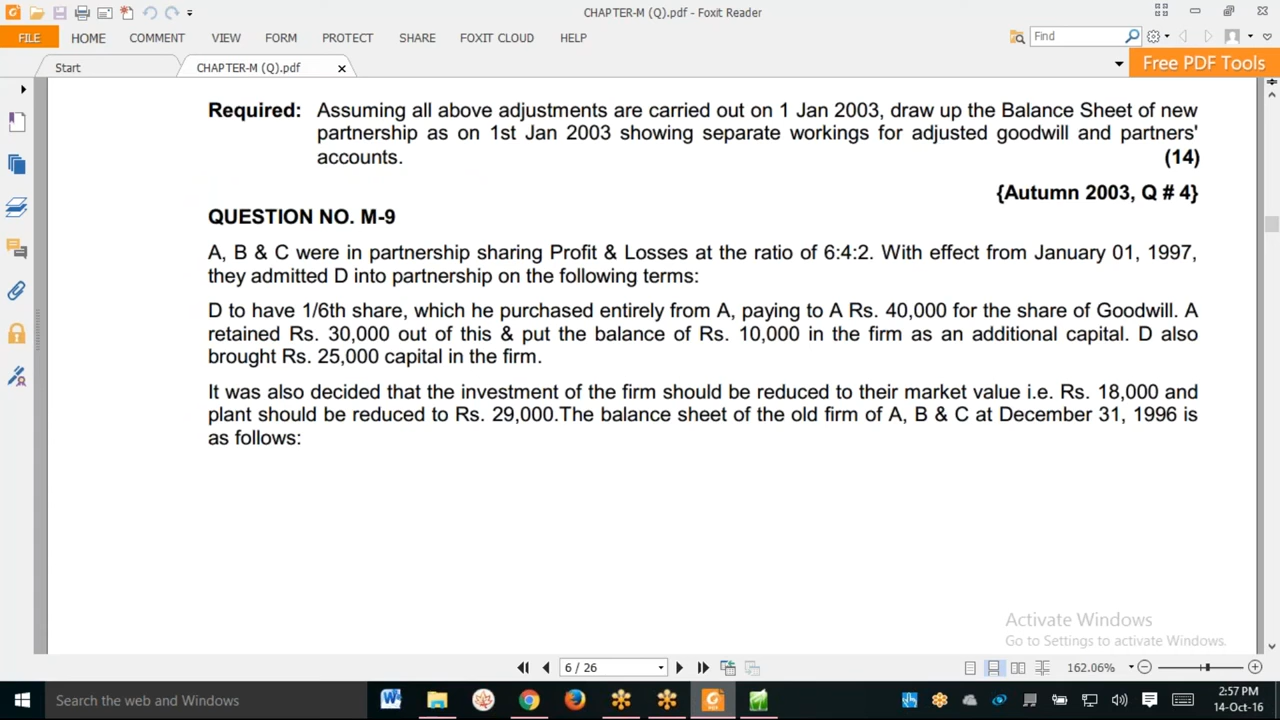 CHAPTER-M (Q).pdf - Foxit Reader
FILE HOME COMMENT VIEW FORM PROTECT SHARE FOXIT CLOUD HELP
Find
Start CHAPTER-M (Q).pdf
Free PDF Tools
Required: Assuming all above adjustments are carried out on 1 Jan 2003, draw up the Balance Sheet of new
partnership as on 1st Jan 2003 showing separate workings for adjusted goodwill and partners'
accounts. (14)
{Autumn 2003, Q # 4}
QUESTION NO. M-9
A, B & C were in partnership sharing Profit & Losses at the ratio of 6:4:2. With effect from January 01, 1997,
they admitted D into partnership on the following terms:
D to have 1/6th share, which he purchased entirely from A, paying to A Rs. 40,000 for the share of Goodwill. A
retained Rs. 30,000 out of this & put the balance of Rs. 10,000 in the firm as an additional capital. D also
brought Rs. 25,000 capital in the firm.
It was also decided that the investment of the firm should be reduced to their market value i.e. Rs. 18,000 and
plant should be reduced to Rs. 29,000.The balance sheet of the old firm of A, B & C at December 31, 1996 is
as follows:
Activate Windows
Go to Settings to activate Windows.
6 / 26
162.06%
Search the web and Windows
2:57 PM
14-Oct-16